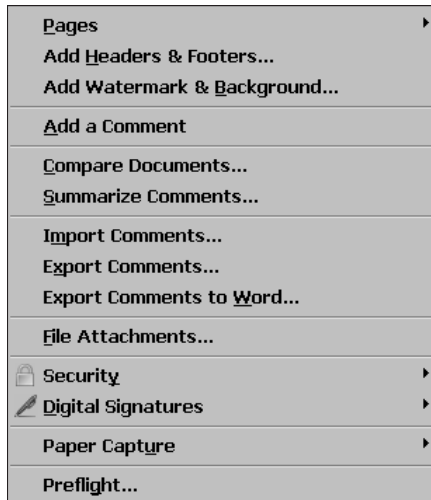 Pages
Add Headers & Footers...
Add Watermark & Background...
Add a Comment
Compare Documents...
Summarize Comments...
Import Comments...
Export Comments...
Export Comments to Word...
File Attachments...
Security
Digital Signatures
Paper Capture
Preflight...